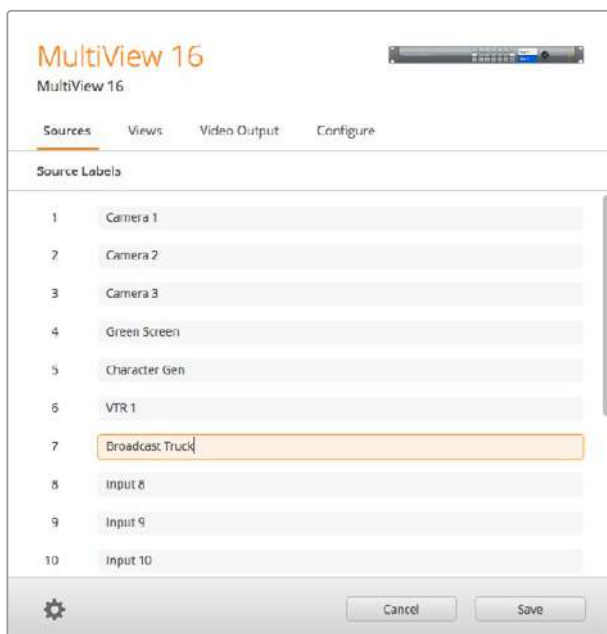 MultiView 16
MultiView 16
Sources Views Video Output Configure
Source Labels
1 Camera 1
2 Camera 2
3 Camera 3
4 Green Screen
5 Character Gen
6 VTR 1
7 Broadcast Truck
8 Input 8
9 Input 9
10 Input 10
Cancel Save